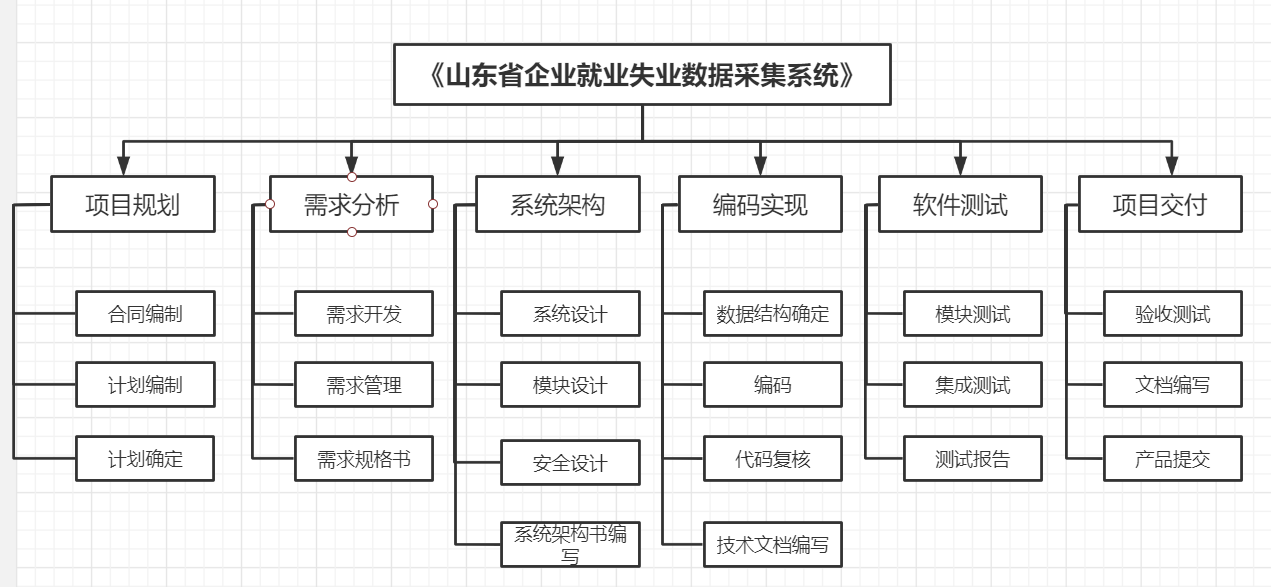 《山东省企业就业失业数据采集系统》
项目规划
需求分析
系统架构
编码实现
软件测试
项目交付
合同编制
需求开发
系统设计
数据结构确定
模块测试
验收测试
计划编制
需求管理
模块设计
编码
集成测试
文档编写
计划确定
需求规格书
安全设计
代码复核
测试报告
产品提交
系统架构书编
写
技术文档编写